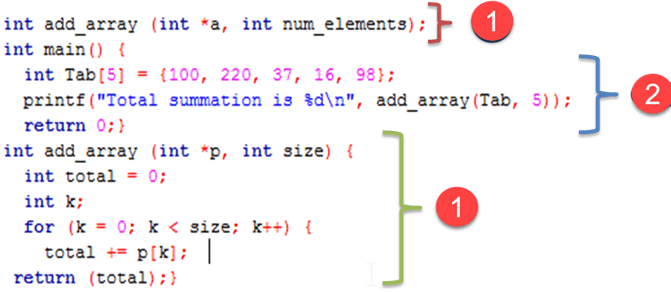 int add_array (int *a, int num_elements); 1
int main() {
int Tab[5] = {100, 220, 37, 16, 98};
printf("Total summation is %d\n", add_array(Tab, 5)); 2
return 0;}
int add_array (int *p, int size) {
int total = 0;
int k; 1
for (k = 0; k < size; k++) {
total += p[k];
return (total);}